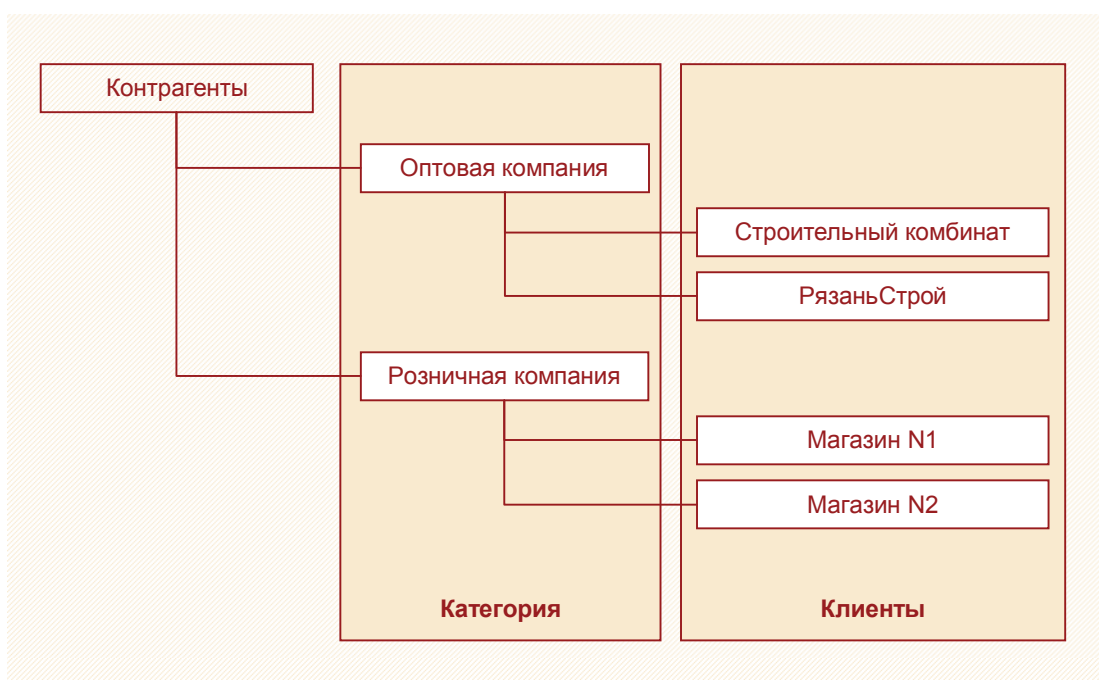 Контрагенты
Оптовая компания
Строительный комбинат
РязаньСтрой
Розничная компания
Магазин N1
Магазин N2
Категория
Клиенты